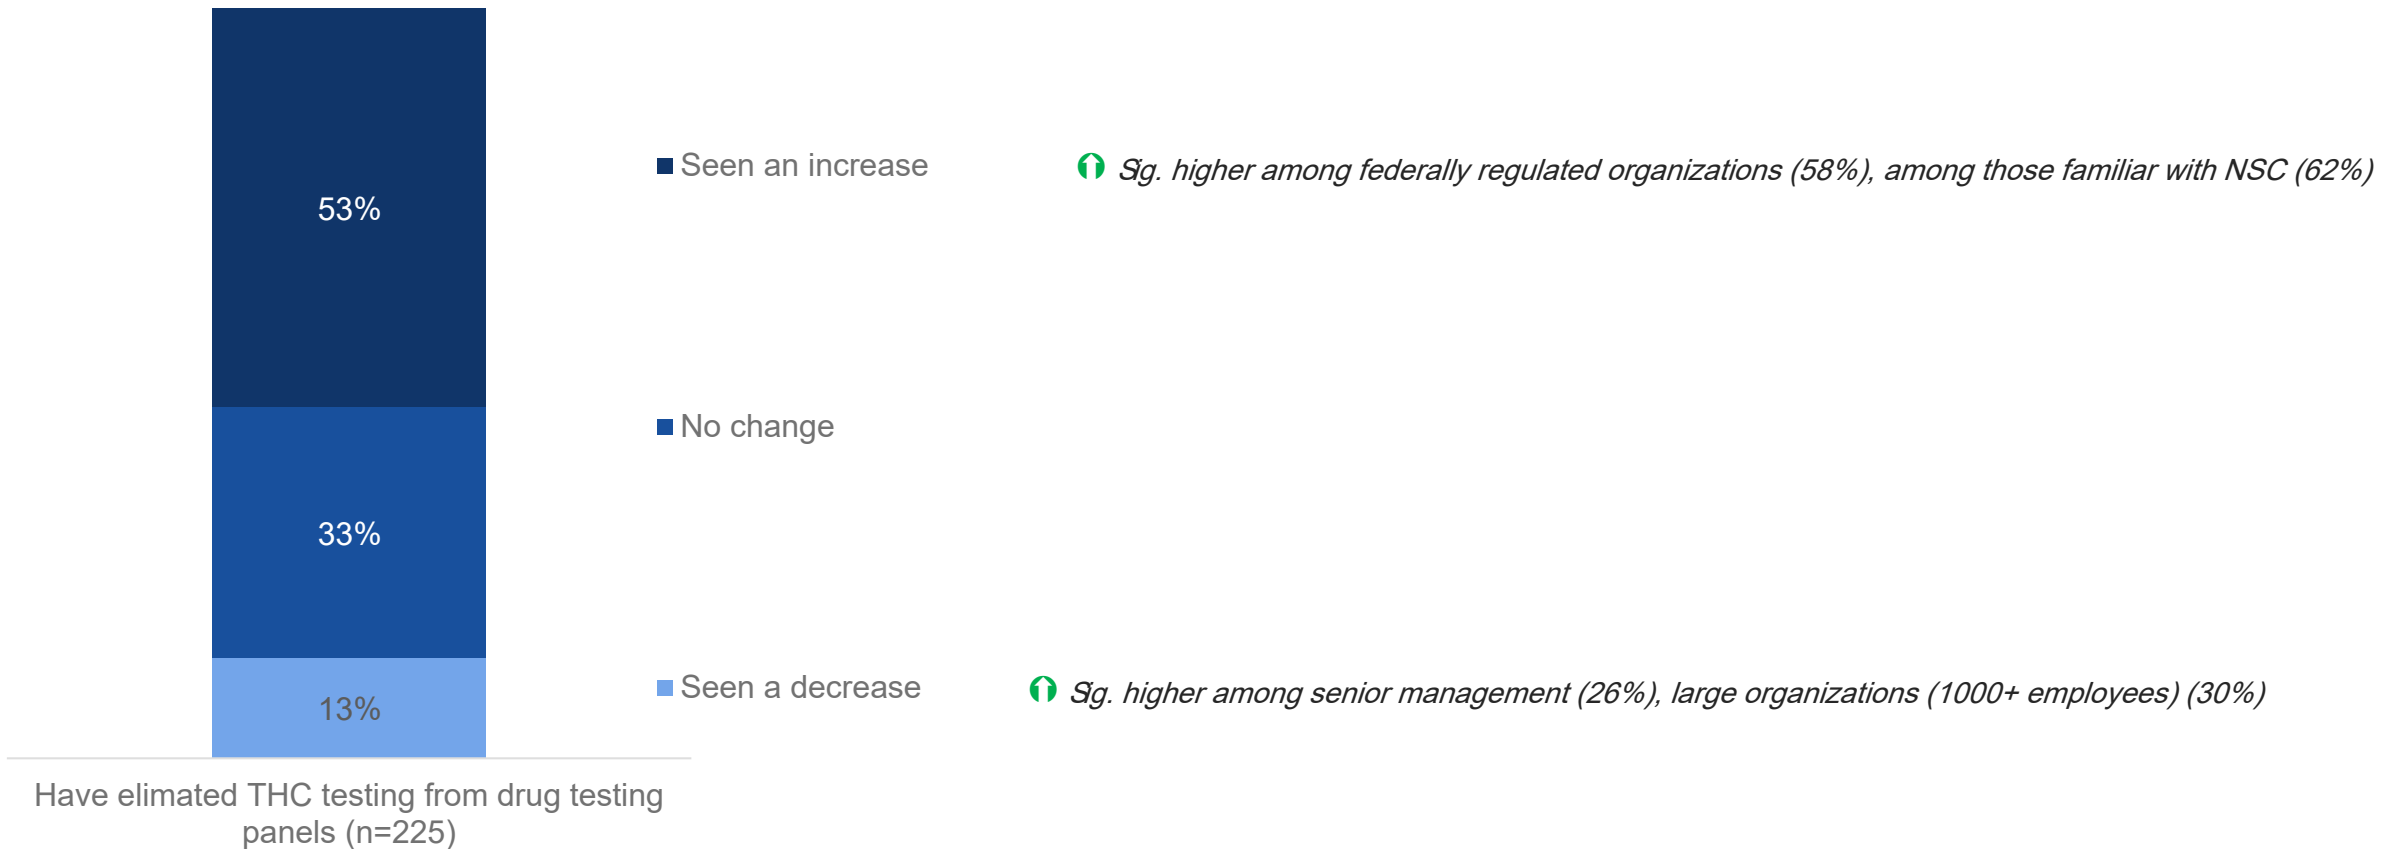 Seen an increase
Sig. higher among federally regulated organizations (58%), among those familiar with NSC (62%)
53%
No change
33%
Seen a decrease
Sig. higher among senior management (26%), large organizations (1000+ employees) (30%)
13%
Have elimated THC testing from drug testing
panels (n=225)